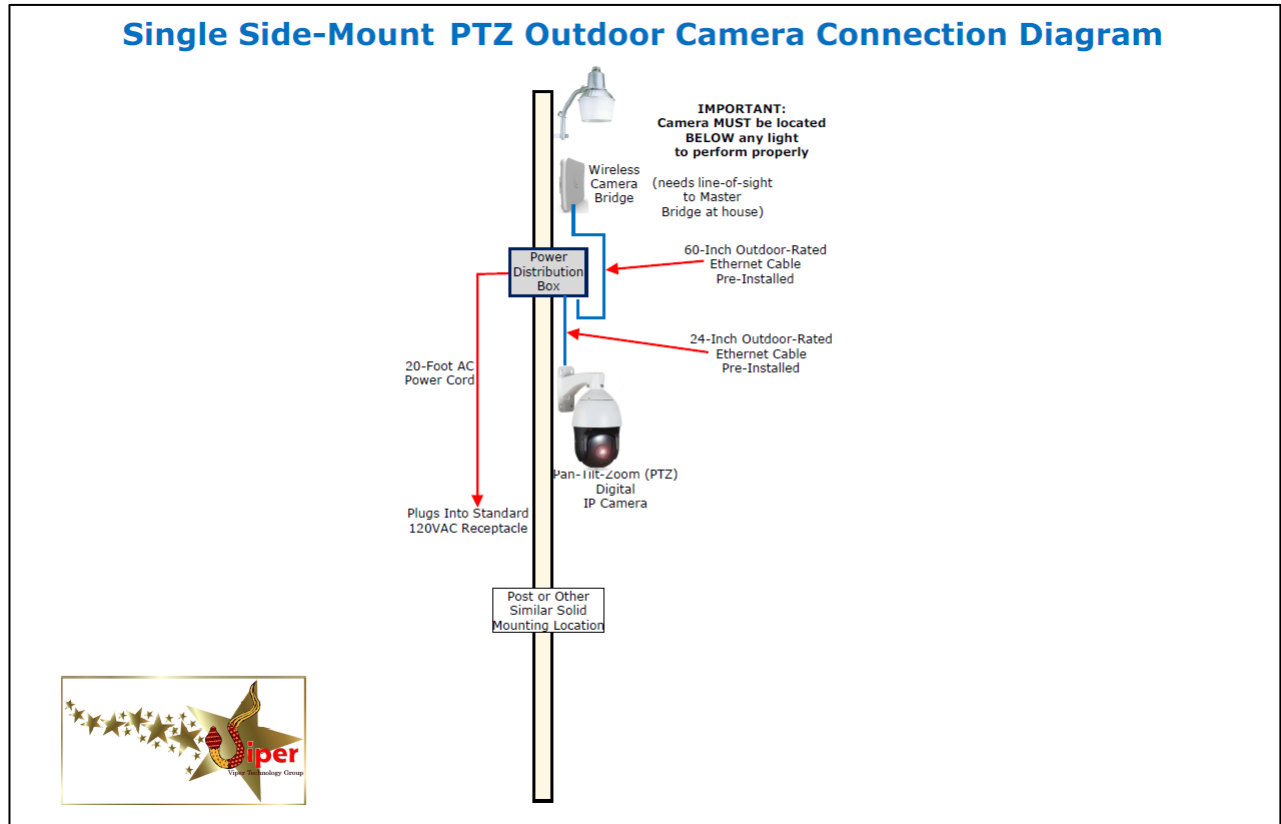 Single Side-Mount PTZ Outdoor Camera Connection Diagram
IMPORTANT:
Camera MUST be located
BELOW any light
to perform properly
Wireless
Camera
Bridge
(needs line-of-sight
to Master
Bridge at house)
Power
Distribution
Box
60-Inch Outdoor-Rated
Ethernet Cable
Pre-Installed
24-Inch Outdoor-Rated
Ethernet Cable
Pre-Installed
20-Foot AC
Power Cord
Pan-Tilt-Zoom (PTZ)
Digital
IP Camera
Plugs Into Standard
120VAC Receptacle
Post or Other
Similar Solid
Mounting Location
Viper
Viper Technology Group